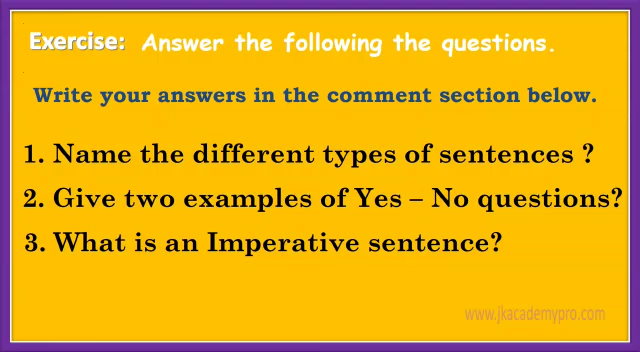 Exercise: Answer the following the questions.
Write your answers in the comment section below.
1. Name the different types of sentences ?
2. Give two examples of Yes – No questions?
3. What is an Imperative sentence?
www.jkacademypro.com